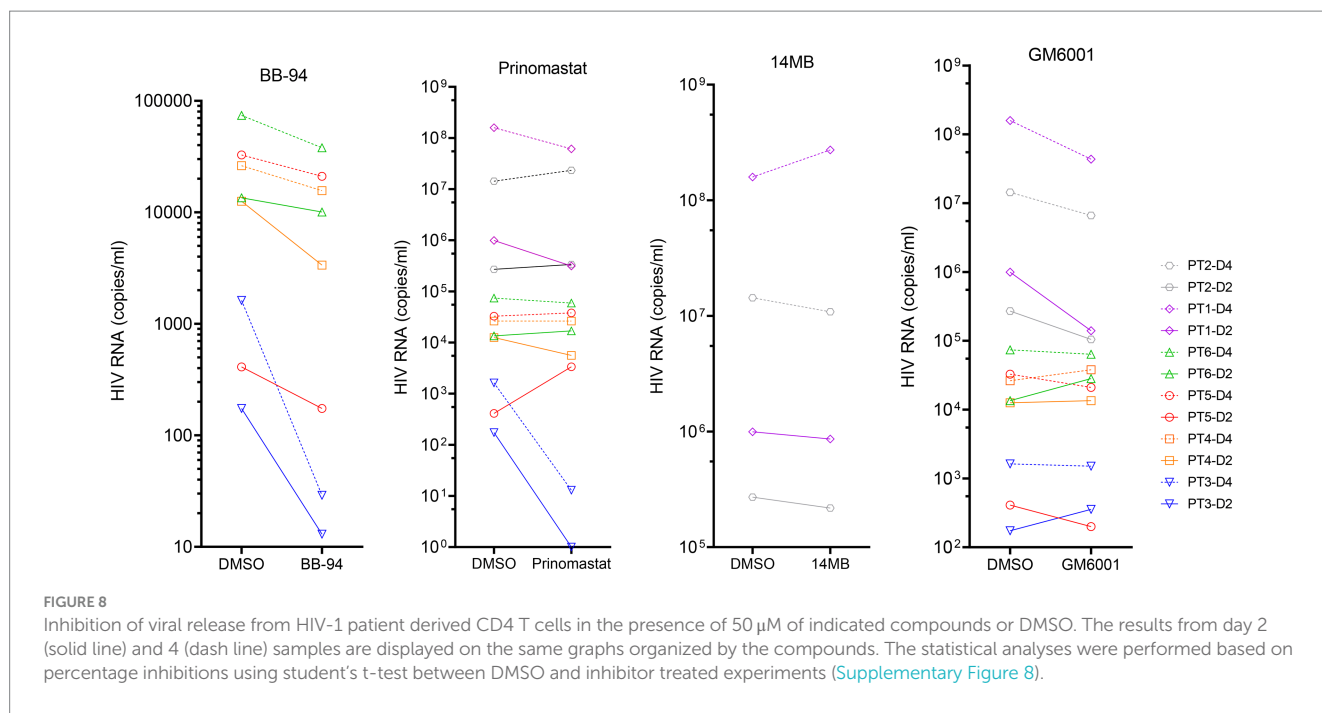 BB-94
HIV RNA (copies/ml)
100000
10000
1000
100
10
DMSO BB-94
Prinomastat
HIV RNA (copies/ml)
10⁹
10⁸
10⁷
10⁶
10⁵
10⁴
10³
10²
10¹
10⁰
DMSO Prinomastat
14MB
HIV RNA (copies/ml)
10⁹
10⁸
10⁷
10⁶
10⁵
DMSO 14MB
GM6001
HIV RNA (copies/ml)
10⁹
10⁸
10⁷
10⁶
10⁵
10⁴
10³
10²
DMSO GM6001
PT2-D4
PT2-D2
PT1-D4
PT1-D2
PT6-D4
PT6-D2
PT5-D4
PT5-D2
PT4-D4
PT4-D2
PT3-D4
PT3-D2
FIGURE 8
Inhibition of viral release from HIV-1 patient derived CD4 T cells in the presence of 50 μM of indicated compounds or DMSO. The results from day 2
(solid line) and 4 (dash line) samples are displayed on the same graphs organized by the compounds. The statistical analyses were performed based on
percentage inhibitions using student's t-test between DMSO and inhibitor treated experiments (Supplementary Figure 8).